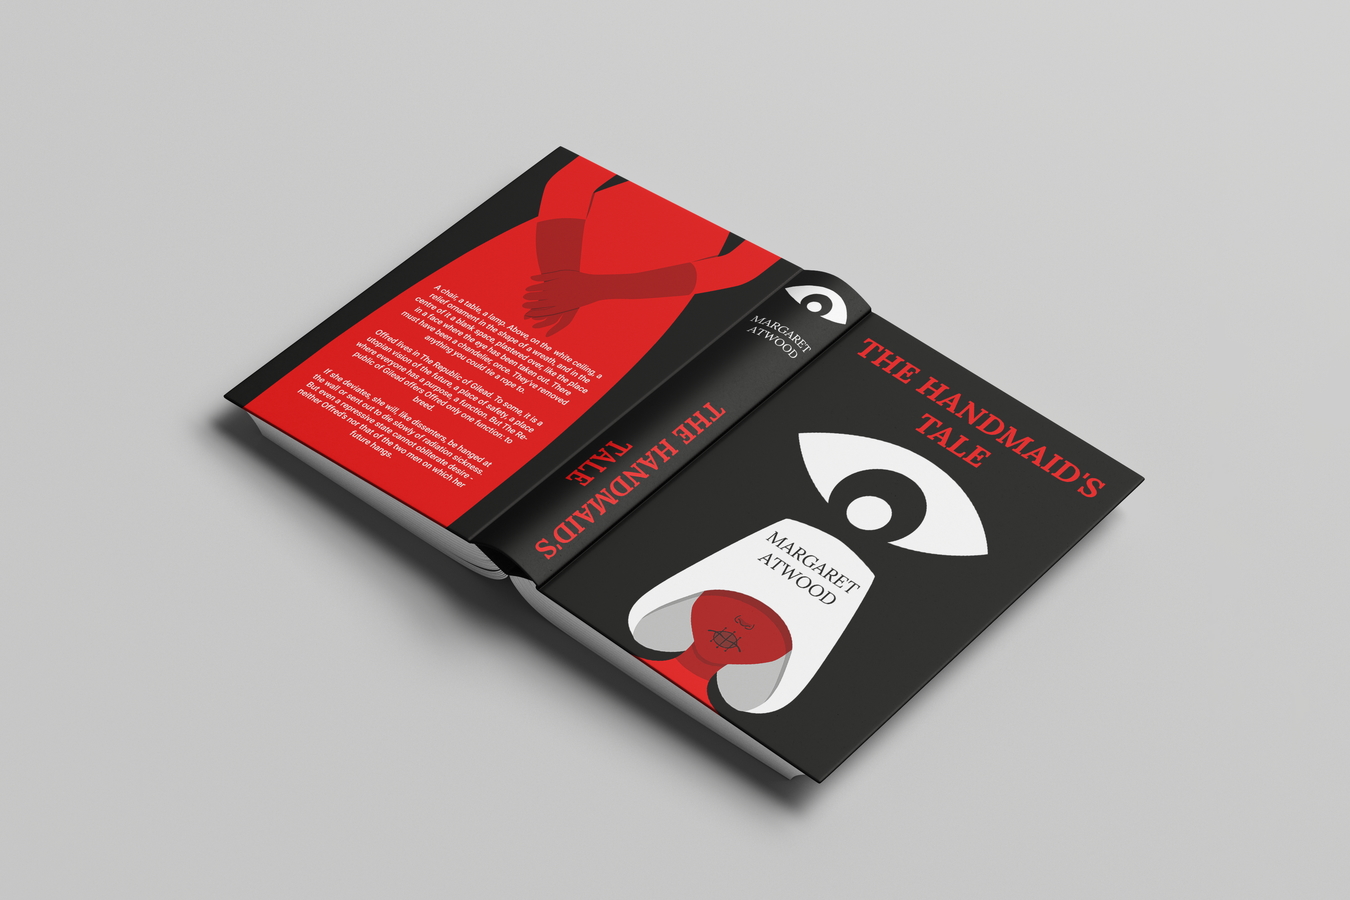 A chair, a table, a lamp. Above, on the white ceiling, a
relief ornament in the shape of a wreath, and in the
centre of it a blank space, plastered over, like the place
in a face where the eye has been taken out. There
must have been a chandelier, once. They've removed
anything you could tie a rope to.
Offred lives in The Republic of Gilead. To some, it is a
utopian vision of the future, a place of safety, a place
where everyone has a purpose, a function. But The Re-
public of Gilead offers Offred only one function: to
breed.
If she deviates, she will, like dissenters, be hanged at
the wall or sent out to die slowly of radiation sickness.
But even a repressive state cannot obliterate desire -
neither Offred's nor that of the two men on which her
future hangs.
MARGARET
ATWOOD
THE HANDMAID'S
TALE
THE HANDMAID'S
TALE
MARGARET
ATWOOD